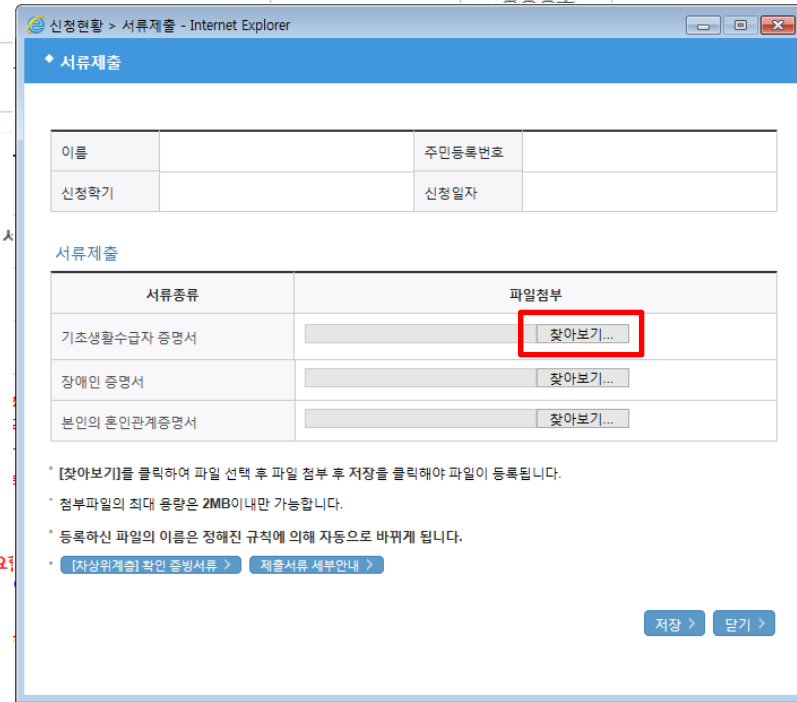 신청현황 > 서류제출 - Internet Explorer
서류제출
이름 주민등록번호
신청학기 신청일자
서류제출
서류종류 파일첨부
기초생활수급자 증명서 찾아보기...
장애인 증명서 찾아보기...
본인의 혼인관계증명서 찾아보기...
[찾아보기]를 클릭하여 파일 선택 후 파일 첨부 후 저장을 클릭해야 파일이 등록됩니다.
첨부파일의 최대 용량은 2MB이내만 가능합니다.
등록하신 파일의 이름은 정해진 규칙에 의해 자동으로 바뀌게 됩니다.
[차상위계층] 확인 증빙서류 > 제출서류 세부안내 >
저장 > 닫기 >